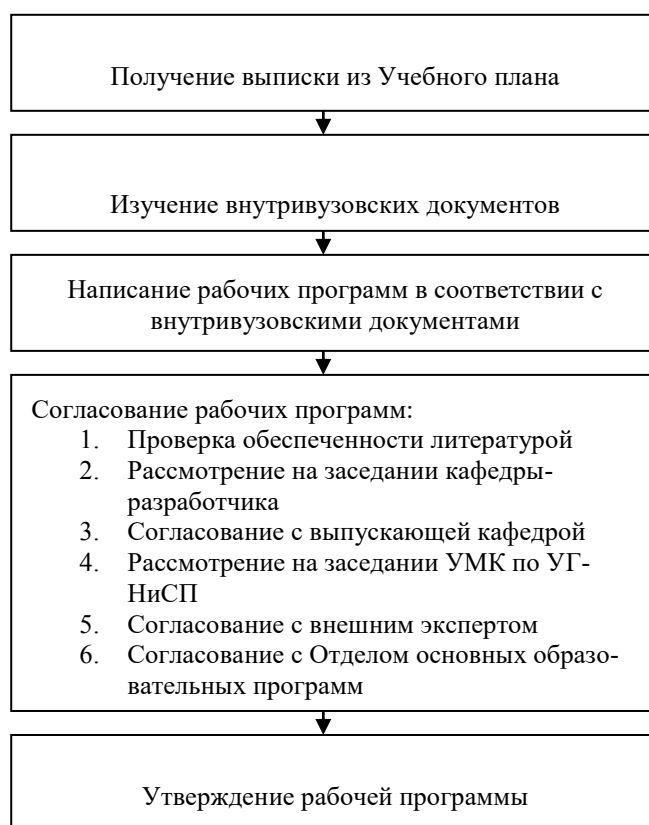 Получение выписки из Учебного плана
Изучение внутривузовских документов
Написание рабочих программ в соответствии с
внутривузовскими документами
Согласование рабочих программ:
1. Проверка обеспеченности литературой
2. Рассмотрение на заседании кафедры-
разработчика
3. Согласование с выпускающей кафедрой
4. Рассмотрение на заседании УМК по УГ-
НиСП
5. Согласование с внешним экспертом
6. Согласование с Отделом основных образо-
вательных программ
Утверждение рабочей программы